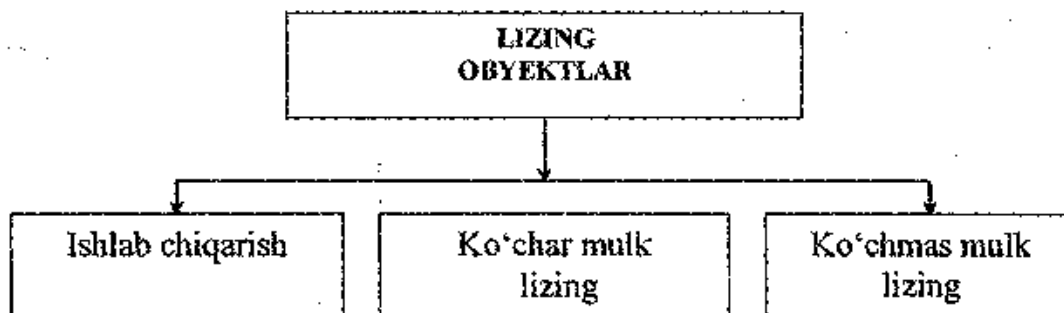 LIZING
OBYEKTLAR
Ishlab chiqarish
Ko‘char mulk
lizing
Ko‘chmas mulk
lizing